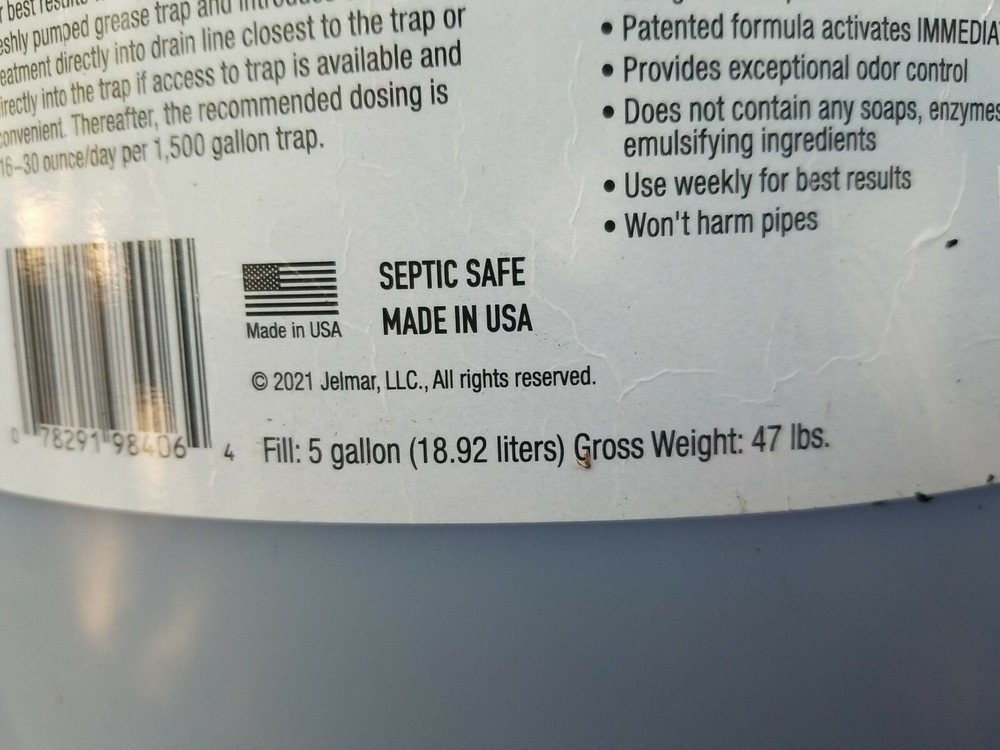 best results
eshly pumped grease trap and
eatment directly into drain line closest to the trap or
irectly into the trap if access to trap is available and
convenient. Thereafter, the recommended dosing is
16–30 ounce/day per 1,500 gallon trap.
• Patented formula activates IMMEDIA
• Provides exceptional odor control
• Does not contain any soaps, enzymes
emulsifying ingredients
• Use weekly for best results
• Won't harm pipes
Made in USA
SEPTIC SAFE
MADE IN USA
© 2021 Jelmar, LLC., All rights reserved.
0 78291 98406 4
Fill: 5 gallon (18.92 liters) Gross Weight: 47 lbs.